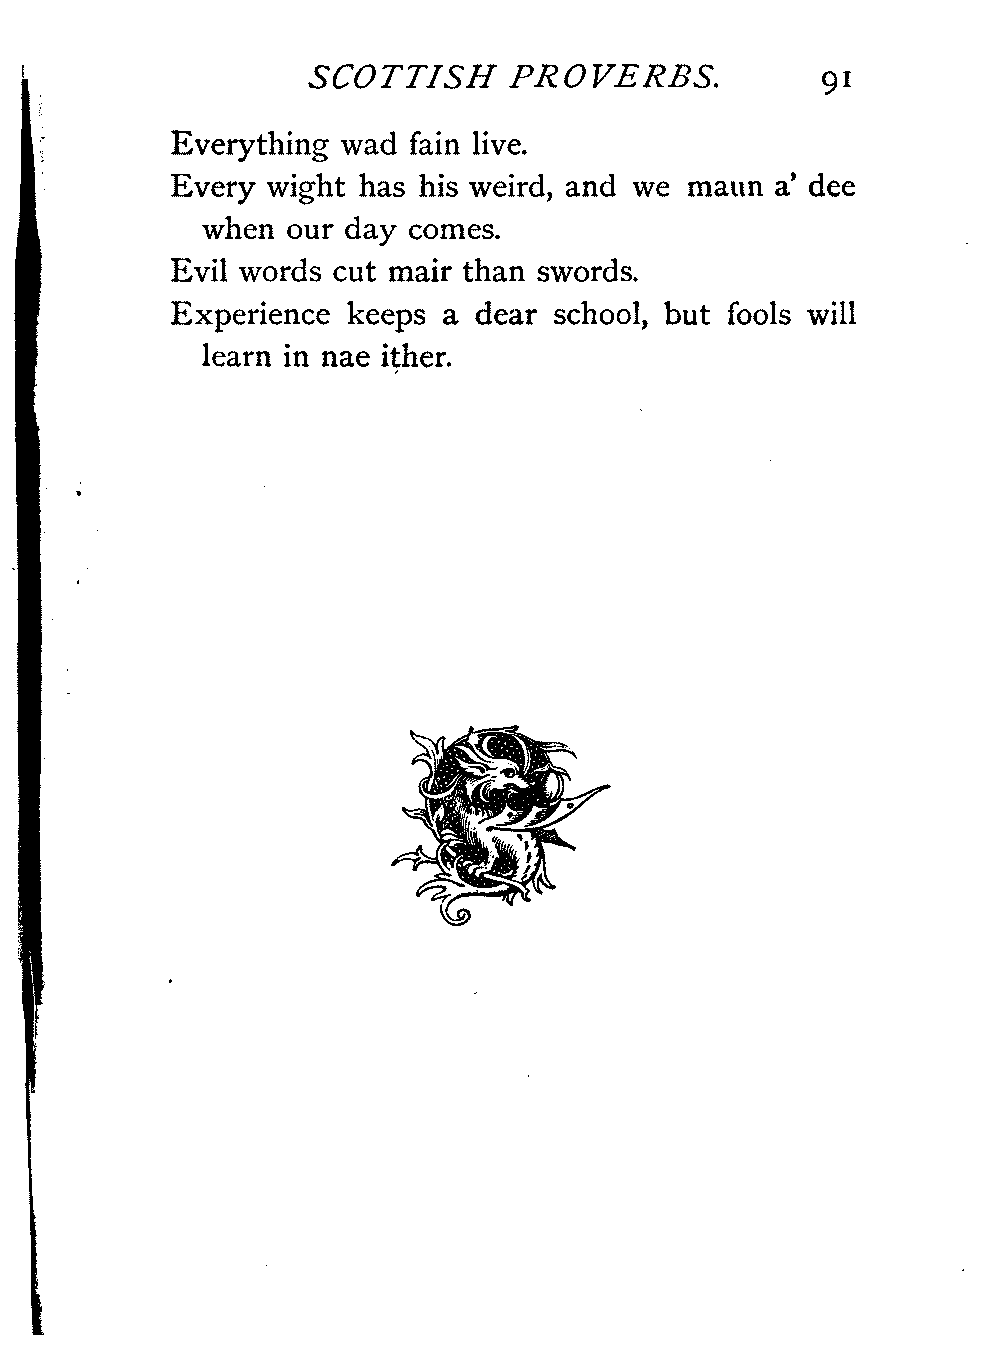 SCOTTISH PROVERBS. 91
Everything wad fain live.
Every wight has his weird, and we maun a' dee
when our day comes.
Evil words cut mair than swords.
Experience keeps a dear school, but fools will
learn in nae ither.